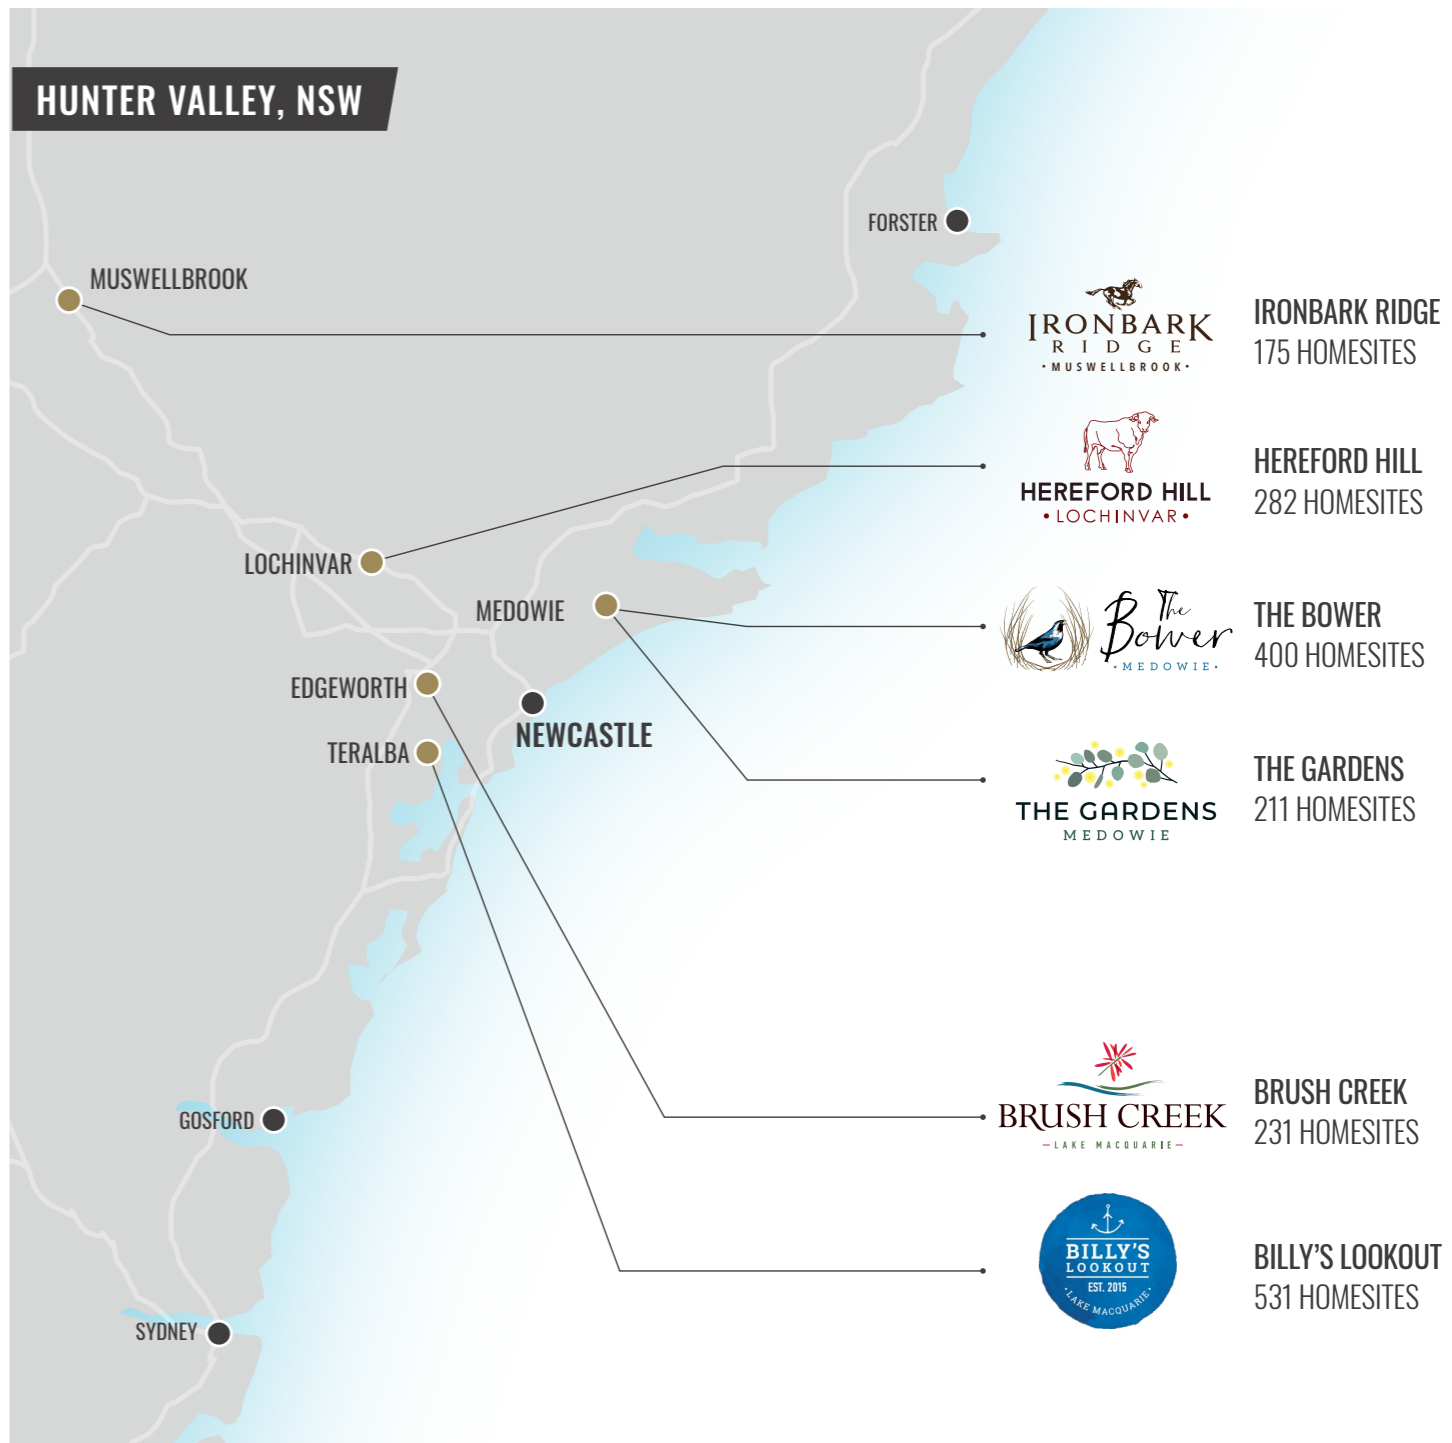 HUNTER VALLEY, NSW
FORSTER
MUSWELLBROOK
IRONBARK
RIDGE
• MUSWELLBROOK •
IRONBARK RIDGE
175 HOMESITES
HEREFORD HILL
• LOCHINVAR •
HEREFORD HILL
282 HOMESITES
LOCHINVAR
MEDOWIE
The
Bower
• MEDOWIE •
THE BOWER
400 HOMESITES
EDGEWORTH
NEWCASTLE
TERALBA
THE GARDENS
MEDOWIE
THE GARDENS
211 HOMESITES
BRUSH CREEK
– LAKE MACQUARIE –
BRUSH CREEK
231 HOMESITES
GOSFORD
BILLY'S
LOOKOUT
EST. 2015
• LAKE MACQUARIE •
BILLY’S LOOKOUT
531 HOMESITES
SYDNEY